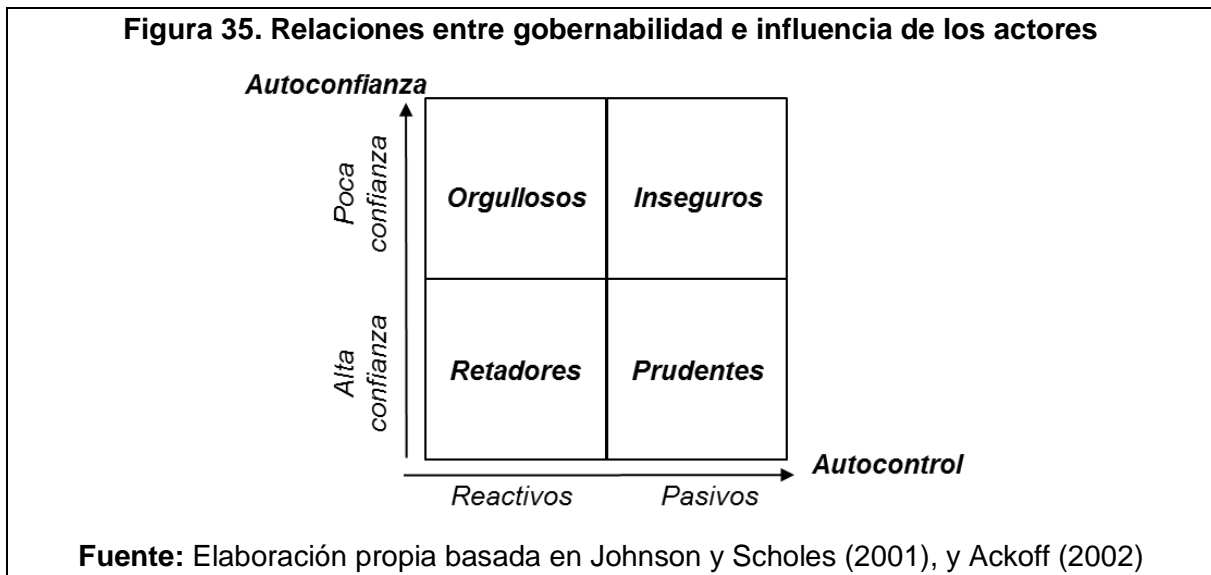 Figura 35. Relaciones entre gobernabilidad e influencia de los actores
Autoconfianza
Poca
confianza
Orgullosos
Inseguros
Alta
confianza
Retadores
Prudentes
Autocontrol
Reactivos
Pasivos
Fuente: Elaboración propia basada en Johnson y Scholes (2001), y Ackoff (2002)